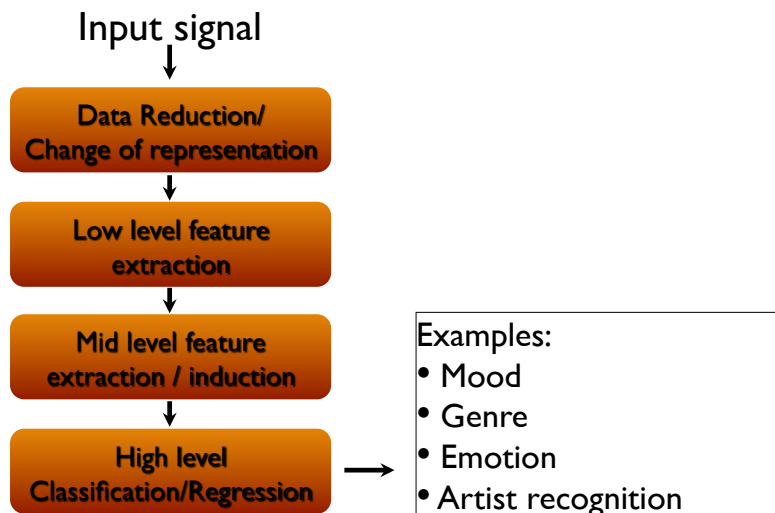 Input signal
Data Reduction/
Change of representation
Low level feature
extraction
Mid level feature
extraction / induction
High level
Classification/Regression
Examples:
• Mood
• Genre
• Emotion
• Artist recognition